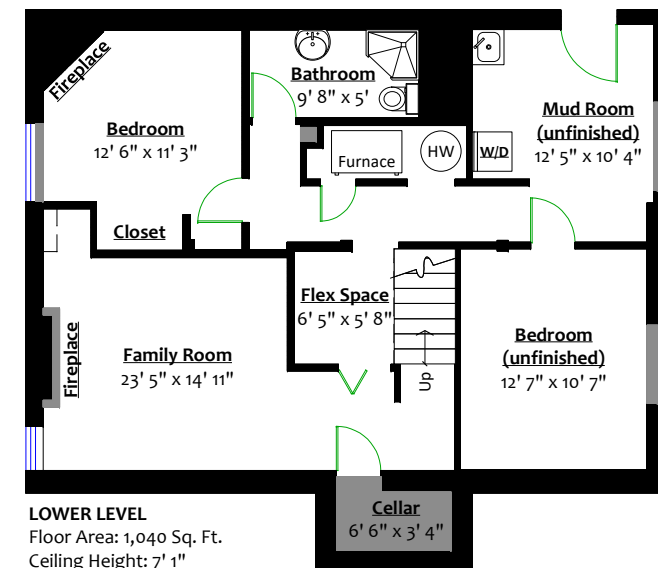 Fireplace
Bathroom
9' 8" x 5'
Mud Room
(unfinished)
12' 5" x 10' 4"
Bedroom
12' 6" x 11' 3"
Furnace
HW
W/D
Closet
Flex Space
6' 5" x 5' 8"
Fireplace
Family Room
23' 5" x 14' 11"
Up
Bedroom
(unfinished)
12' 7" x 10' 7"
Cellar
6' 6" x 3' 4"
LOWER LEVEL
Floor Area: 1,040 Sq. Ft.
Ceiling Height: 7' 1"